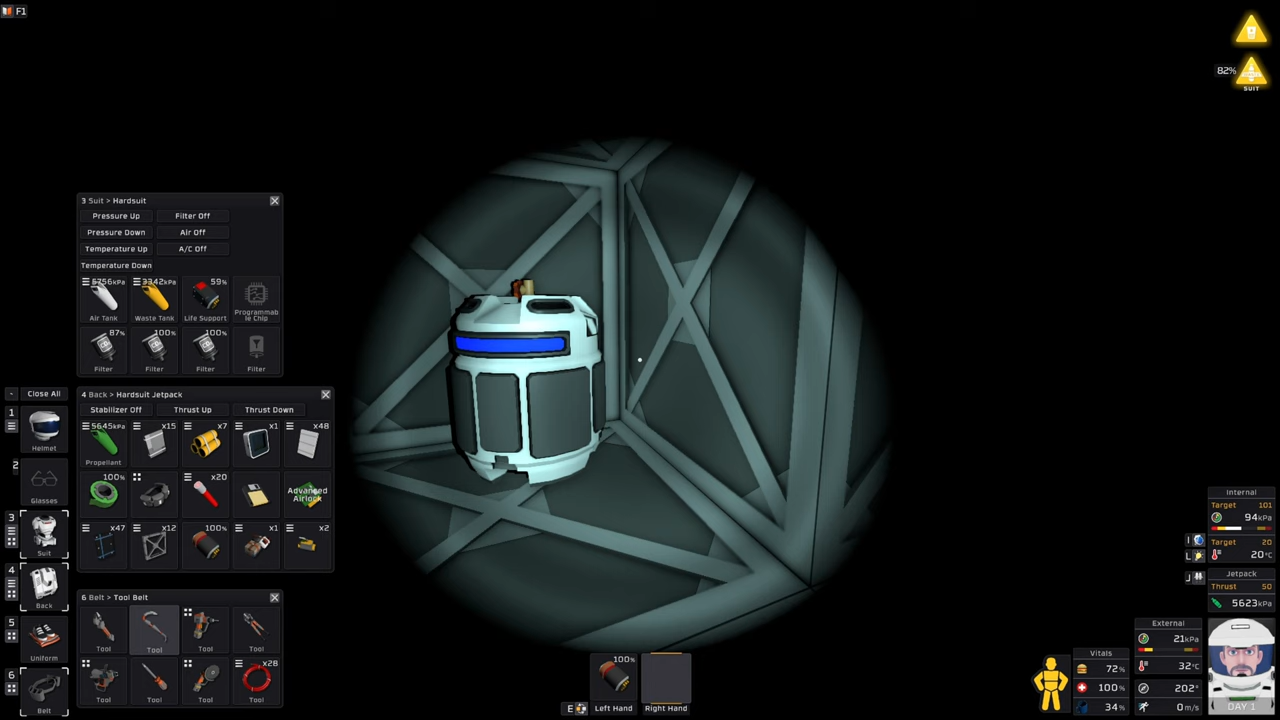 F1
82%
SUIT
3 Suit > Hardsuit
Pressure Up
Filter Off
Pressure Down
Air Off
Temperature Up
A/C Off
Temperature Down
5756kPa
3342kPa
59%
Air Tank
Waste Tank
Life Support
Programmab
le Chip
87%
100%
100%
Filter
Filter
Filter
Filter
- Close All
4 Back > Hardsuit Jetpack
Stabilizer Off
Thrust Up
Thrust Down
1
Helmet
5645kPa
x15
x7
x1
x48
Propellant
2
Glasses
100%
x20
Advanced
Airlock
3
Suit
x47
x12
100%
x1
x2
4
Back
6 Belt > Tool Belt
5
Uniform
Tool
Tool
Tool
Tool
6
Belt
x28
Tool
Tool
Tool
Tool
100%
E
Left Hand
Right Hand
Internal
Target 101
94kPa
Target 20
20°C
I
L
J
Jetpack
Thrust 50
5623kPa
External
21kPa
32°C
202°
0m/s
Vitals
72%
100%
34%
DAY 1